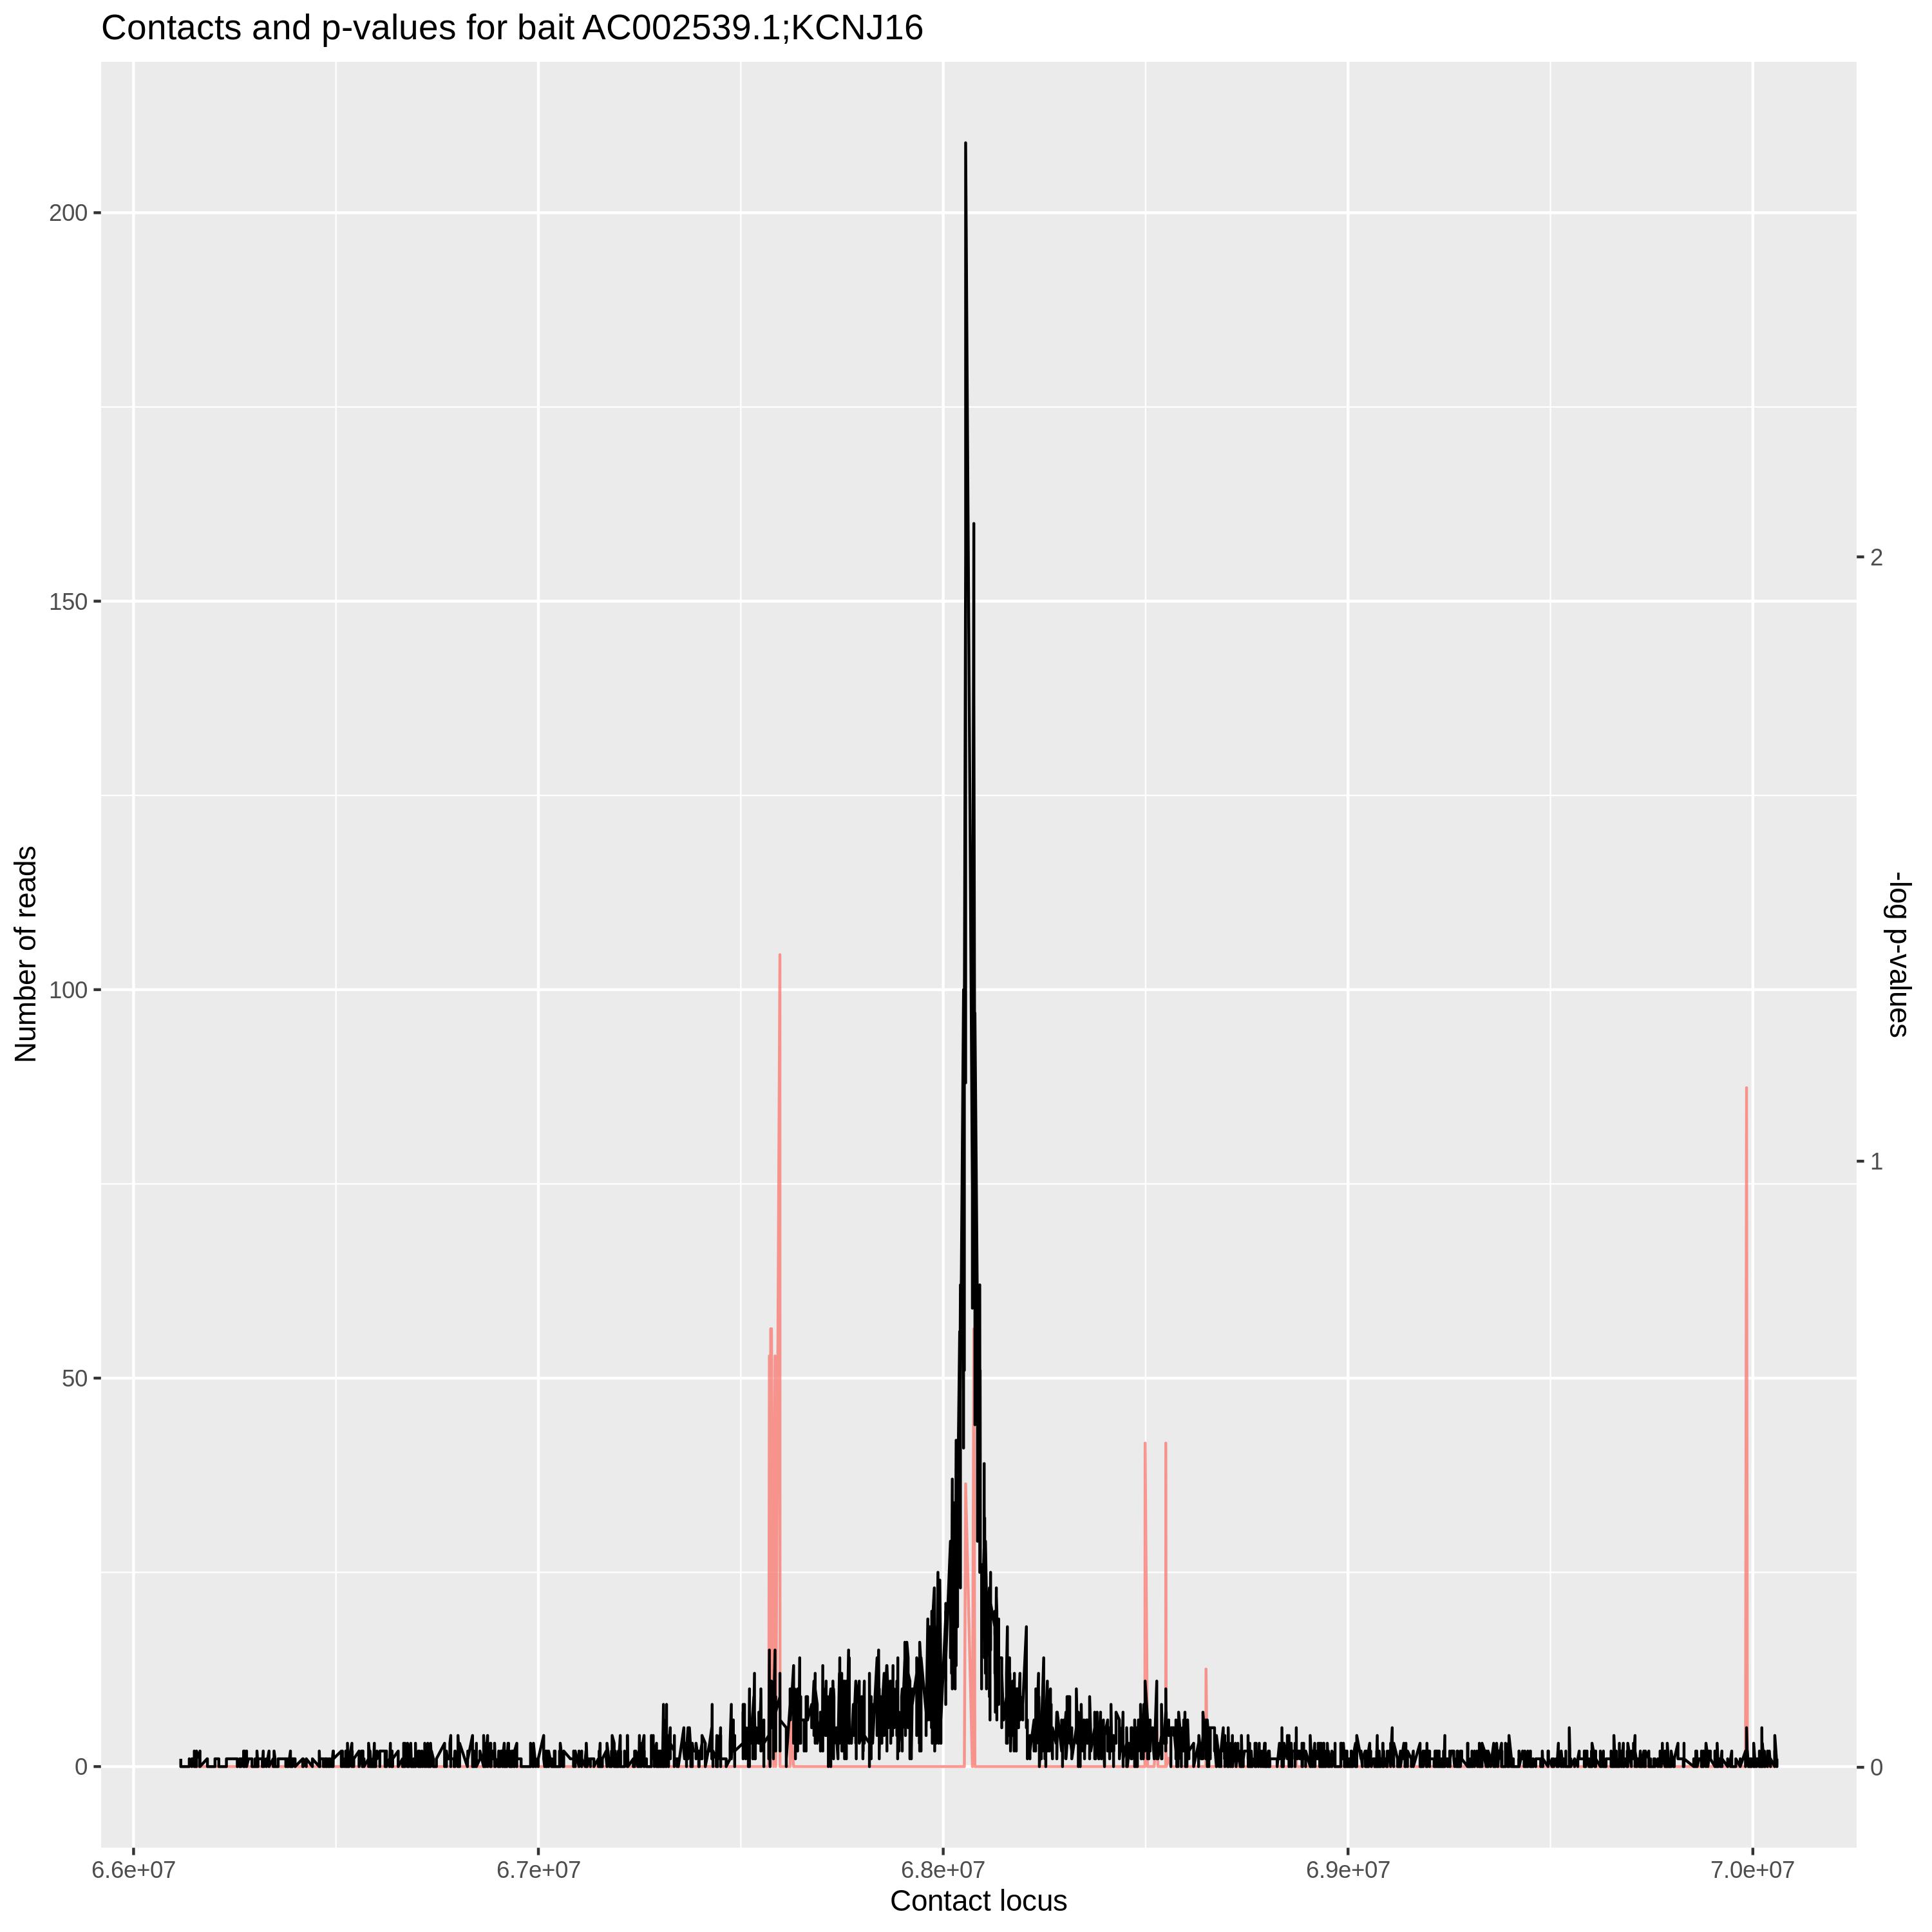 Contacts and p-values for bait AC002539.1;KCNJ16
200
150
100
50
0
Number of reads
2
1
0
-log p-values
6.6e+07
6.7e+07
6.8e+07
6.9e+07
7.0e+07
Contact locus